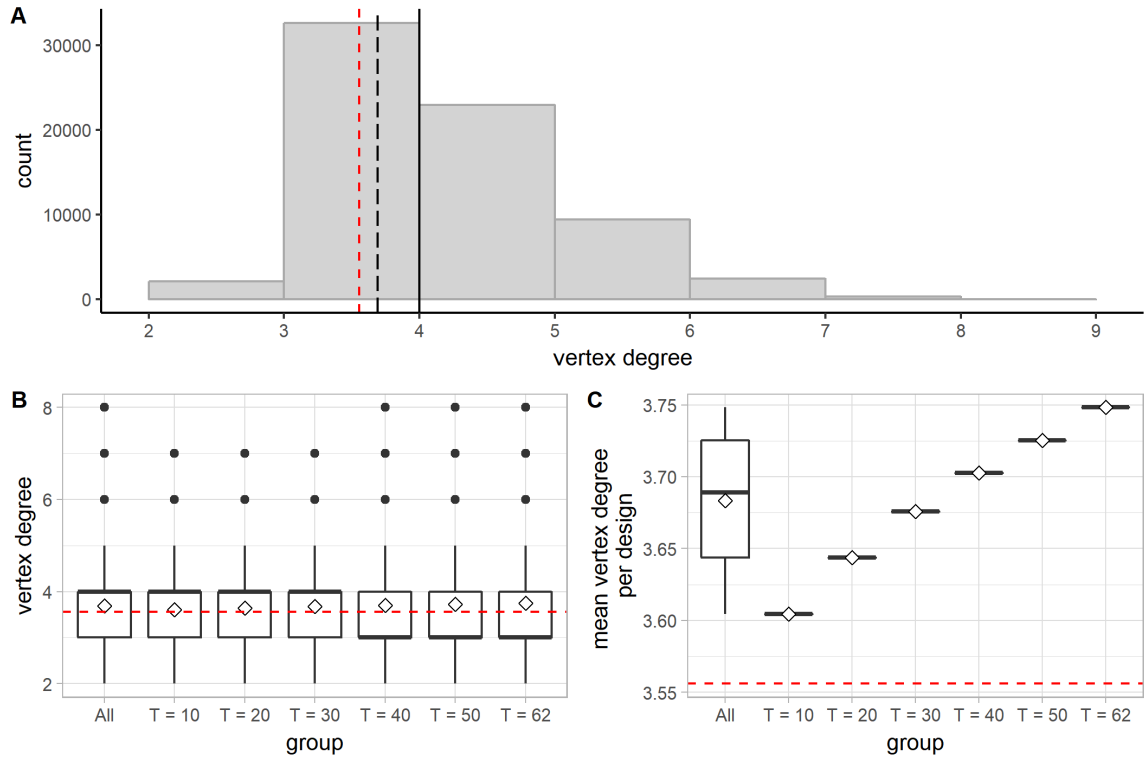 A
30000
20000
10000
0
count
2 3 4 5 6 7 8 9
vertex degree
B
8
6
4
2
vertex degree
All T = 10 T = 20 T = 30 T = 40 T = 50 T = 62
group
C
3.75
3.70
3.65
3.60
3.55
mean vertex degree
per design
All T = 10 T = 20 T = 30 T = 40 T = 50 T = 62
group